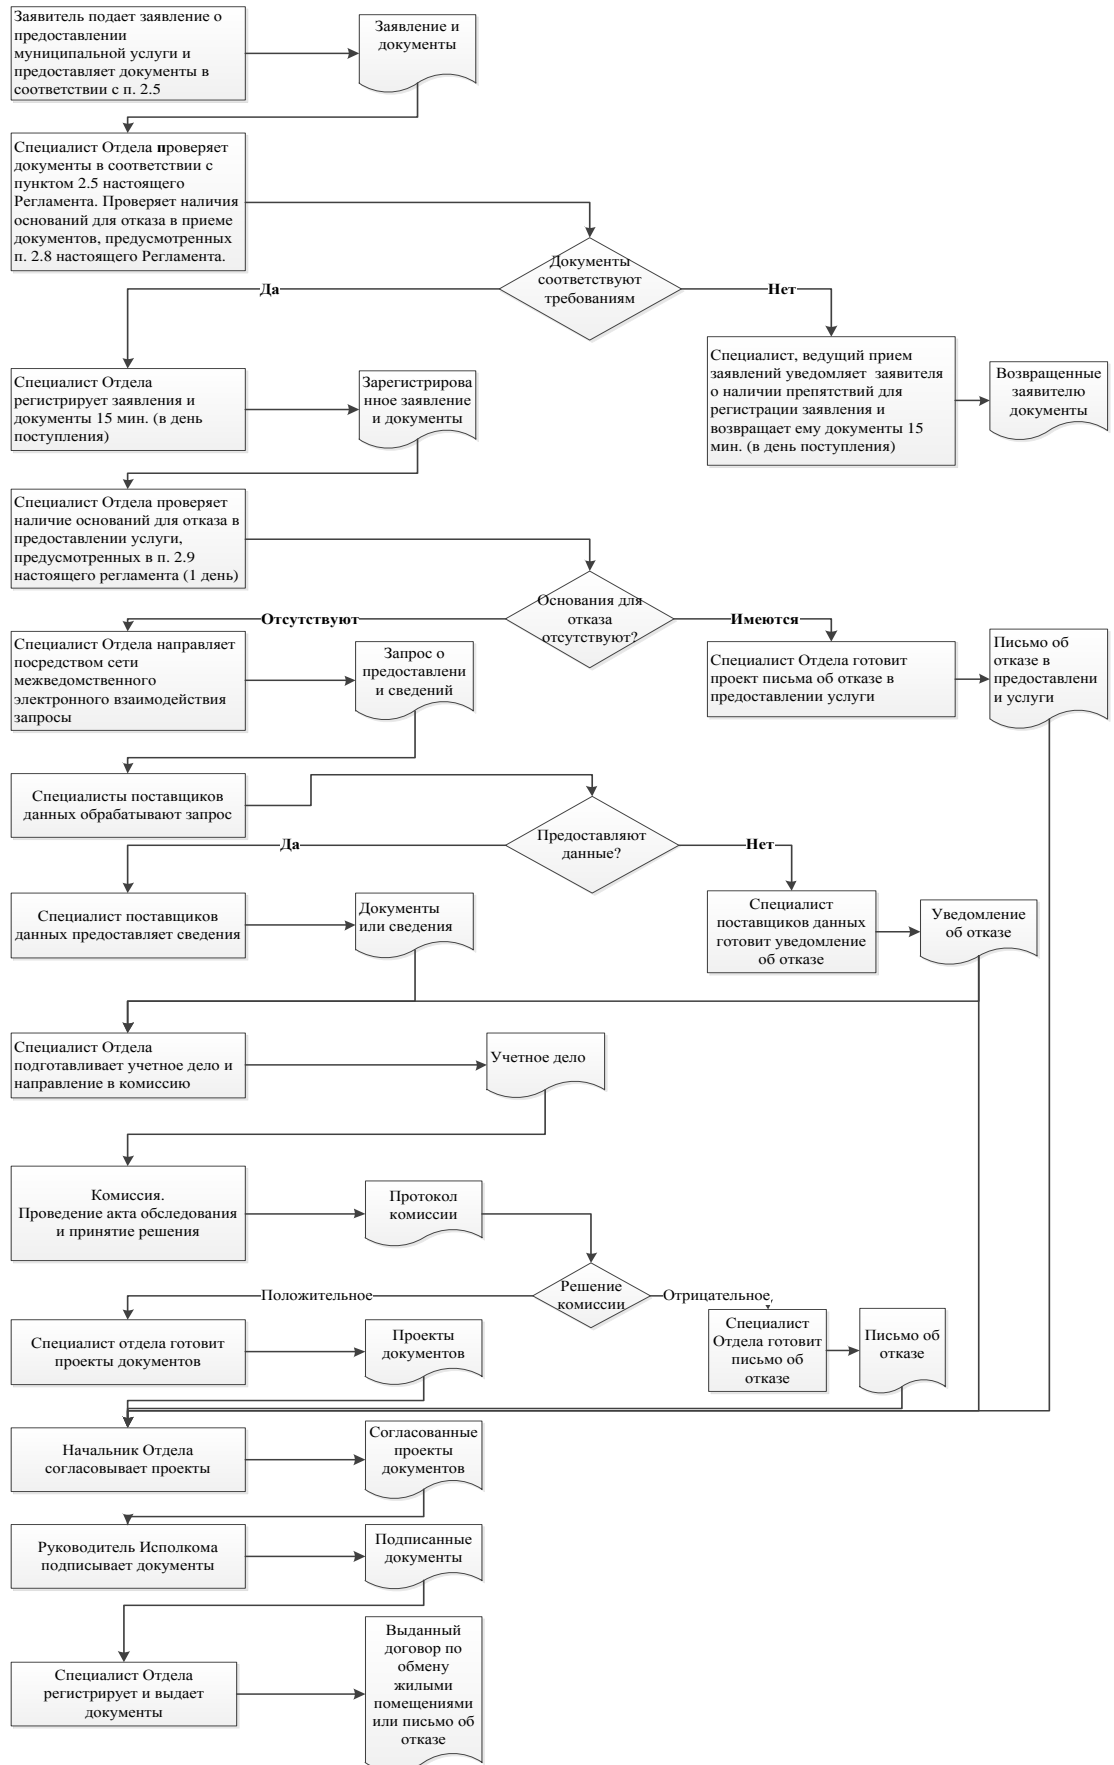 Заявитель подает заявление о
предоставлении
муниципальной услуги и
предоставляет документы в
соответствии с п. 2.5
Заявление и
документы
Специалист Отдела проверяет
документы в соответствии с
пунктом 2.5 настоящего
Регламента. Проверяет наличия
оснований для отказа в приеме
документов, предусмотренных
п. 2.8 настоящего Регламента.
Документы
соответствуют
требованиям
Да
Нет
Специалист Отдела
регистрирует заявления и
документы 15 мин. (в день
поступления)
Зарегистрирова
нное заявление
и документы
Специалист, ведущий прием
заявлений уведомляет заявителя
о наличии препятствий для
регистрации заявления и
возвращает ему документы 15
мин. (в день поступления)
Возвращенные
заявителю
документы
Специалист Отдела проверяет
наличие оснований для отказа в
предоставлении услуги,
предусмотренных в п. 2.9
настоящего регламента (1 день)
Основания для
отказа
отсутствуют?
Отсутствуют
Имеются
Специалист Отдела направляет
посредством сети
межведомственного
электронного взаимодействия
запросы
Запрос о
предоставлени
и сведений
Специалист Отдела готовит
проект письма об отказе в
предоставлении услуги
Письмо об
отказе в
предоставлени
и услуги
Специалисты поставщиков
данных обрабатывают запрос
Предоставляют
данные?
Да
Нет
Специалист поставщиков
данных предоставляет сведения
Документы
или сведения
Специалист
поставщиков данных
готовит уведомление
об отказе
Уведомление
об отказе
Специалист Отдела
подготавливает учетное дело и
направление в комиссию
Учетное дело
Комиссия.
Проведение акта обследования
и принятие решения
Протокол
комиссии
Решение
комиссии
Положительное
Отрицательное
Специалист отдела готовит
проекты документов
Проекты
документов
Специалист
Отдела готовит
письмо об
отказе
Письмо об
отказе
Начальник Отдела
согласовывает проекты
Согласованные
проекты
документов
Руководитель Исполкома
подписывает документы
Подписанные
документы
Специалист Отдела
регистрирует и выдает
документы
Выданный
договор по
обмену
жилыми
помещениями
или письмо об
отказе